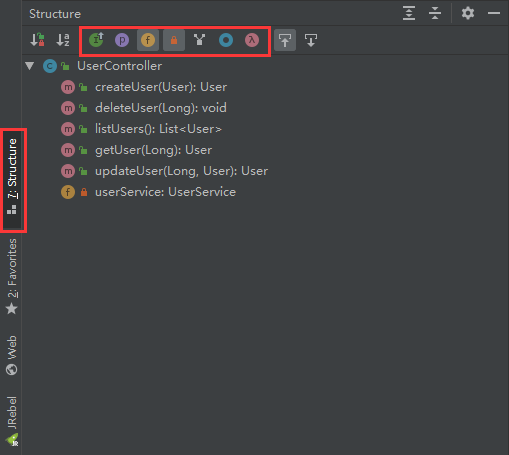 Structure
UserController
createUser(User): User
deleteUser(Long): void
listUsers(): List<User>
getUser(Long): User
updateUser(Long, User): User
userService: UserService
7: Structure
2: Favorites
Web
JRebel